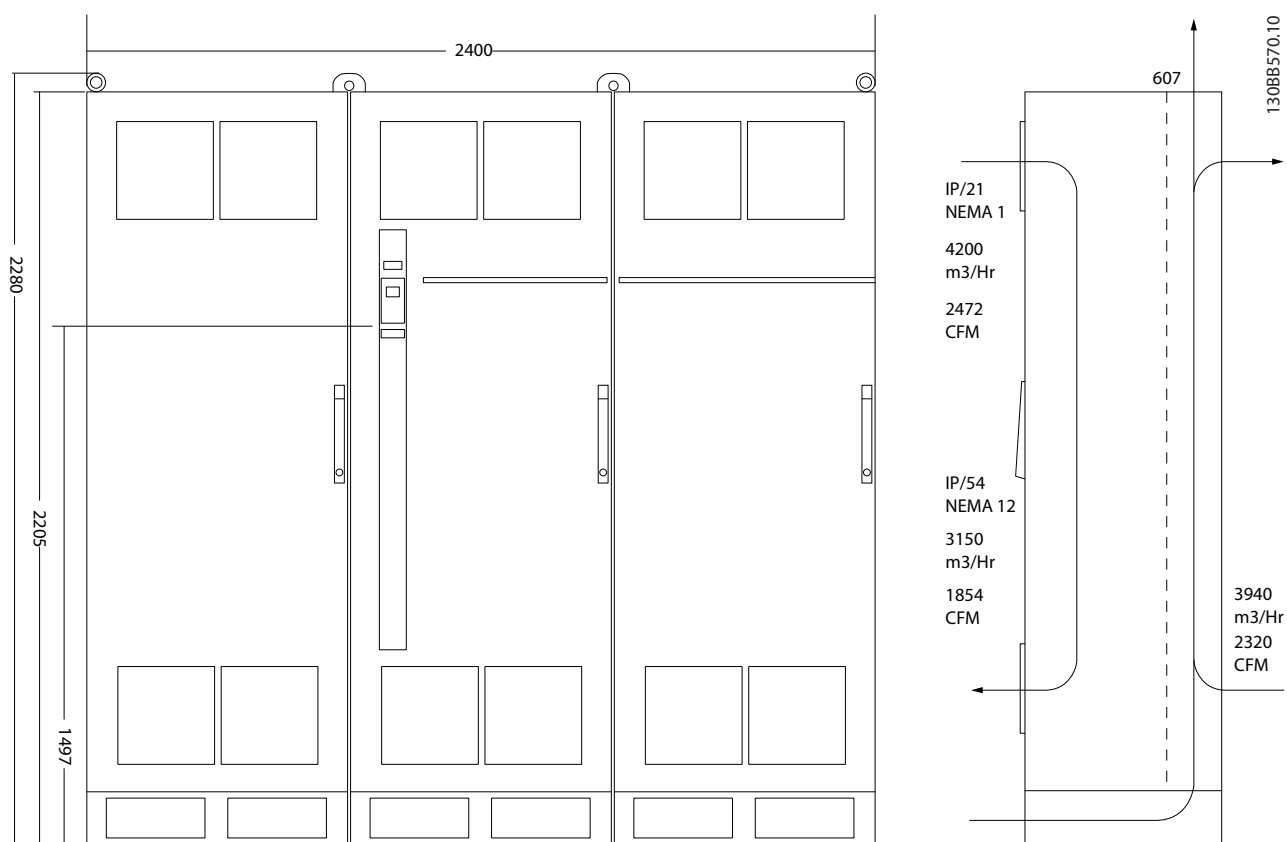 2400
2280
2205
1497
607
130BB570.10
IP/21
NEMA 1
4200
m3/Hr
2472
CFM
IP/54
NEMA 12
3150
m3/Hr
1854
CFM
3940
m3/Hr
2320
CFM